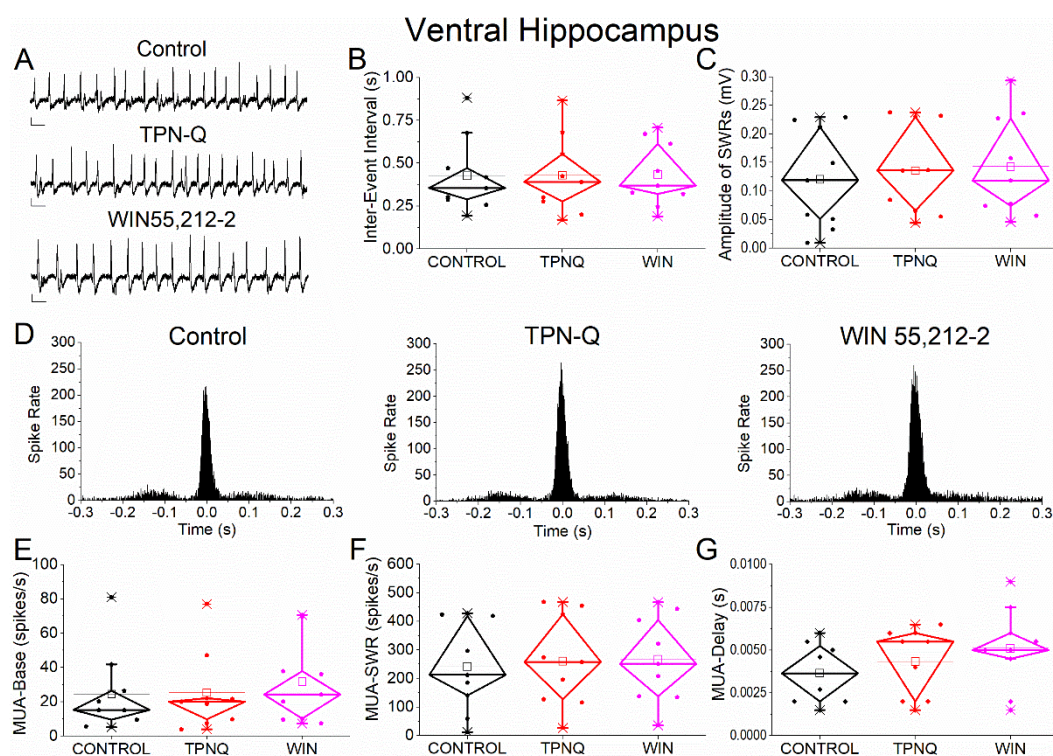 Ventral Hippocampus
A
Control
TPN-Q
WIN55,212-2
B
Inter-Event Interval (s)
1.00
0.75
0.50
0.25
0.00
CONTROL TPNQ WIN
C
Amplitude of SWRs (mV)
0.30
0.25
0.20
0.15
0.10
0.05
0.00
CONTROL TPNQ WIN
D
Control
Spike Rate
300
250
200
150
100
50
0
-0.3 -0.2 -0.1 0.0 0.1 0.2 0.3
Time (s)
TPN-Q
Spike Rate
300
250
200
150
100
50
0
-0.3 -0.2 -0.1 0.0 0.1 0.2 0.3
Time (s)
WIN 55,212-2
Spike Rate
300
250
200
150
100
50
0
-0.3 -0.2 -0.1 0.0 0.1 0.2 0.3
Time (s)
E
MUA-Base (spikes/s)
100
80
60
40
20
0
CONTROL TPNQ WIN
F
MUA-SWR (spikes/s)
600
500
400
300
200
100
0
CONTROL TPNQ WIN
G
MUA-Delay (s)
0.0100
0.0075
0.0050
0.0025
0.0000
CONTROL TPNQ WIN